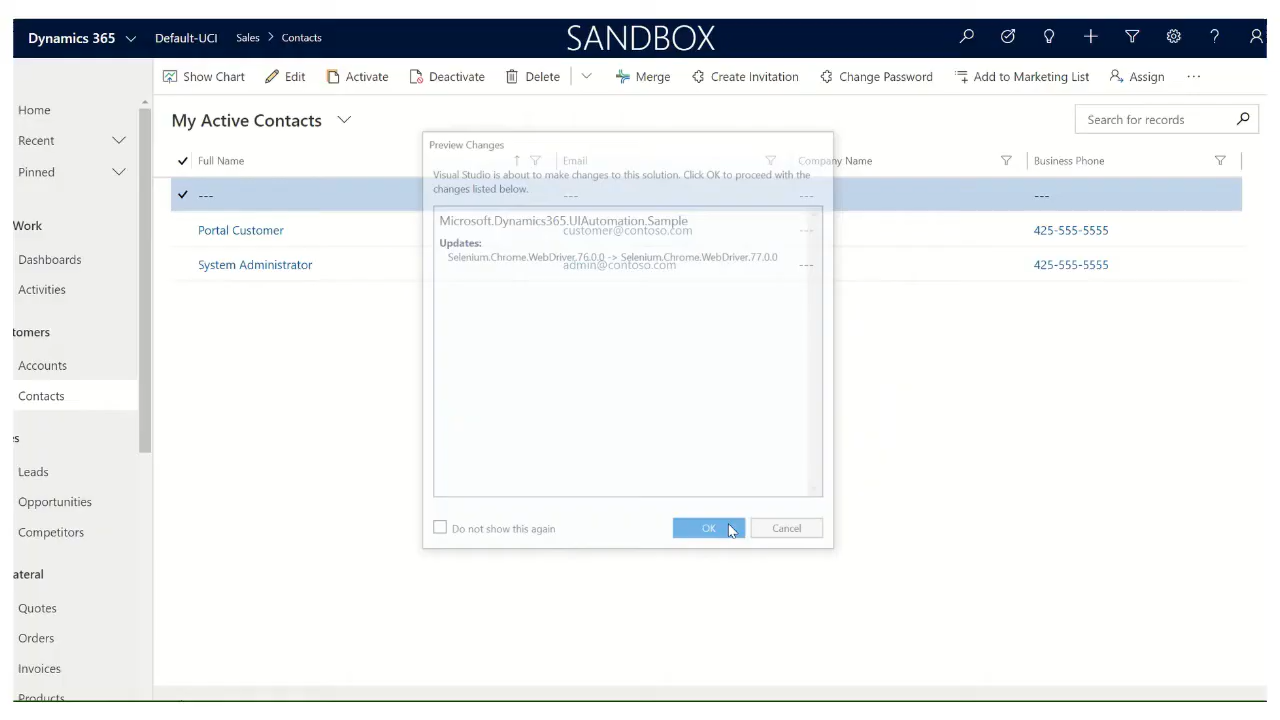 Dynamics 365 Default-UCI Sales > Contacts SANDBOX
Show Chart Edit Activate Deactivate Delete Merge Create Invitation Change Password Add to Marketing List Assign ...
Home
Recent
Pinned
Work
Dashboards
Activities
tomers
Accounts
Contacts
es
Leads
Opportunities
Competitors
ateral
Quotes
Orders
Invoices
Products
My Active Contacts
Search for records
Full Name Email Company Name Business Phone
--- --- --- ---
Portal Customer customer@contoso.com --- 425-555-5555
System Administrator admin@contoso.com --- 425-555-5555
Preview Changes
Visual Studio is about to make changes to this solution. Click OK to proceed with the
changes listed below.
Microsoft.Dynamics365.UIAutomation.Sample
Updates:
Selenium.Chrome.WebDriver.76.0.0 -> Selenium.Chrome.WebDriver.77.0.0
Do not show this again
OK Cancel